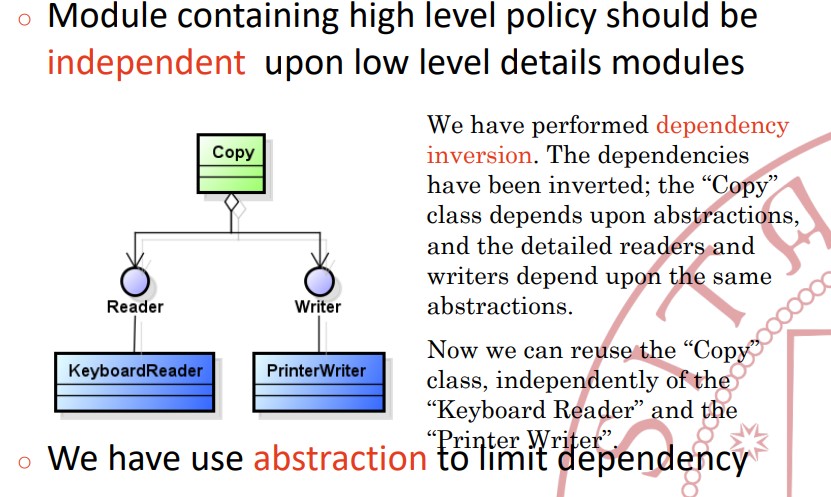 Module containing high level policy should be
independent upon low level details modules
We have performed dependency
inversion. The dependencies
have been inverted; the “Copy”
class depends upon abstractions,
and the detailed readers and
writers depend upon the same
abstractions.
Now we can reuse the “Copy”
class, independently of the
“Keyboard Reader” and the
“Printer Writer”.
Copy
Reader
Writer
KeyboardReader
PrinterWriter
We have use abstraction to limit dependency
SITA